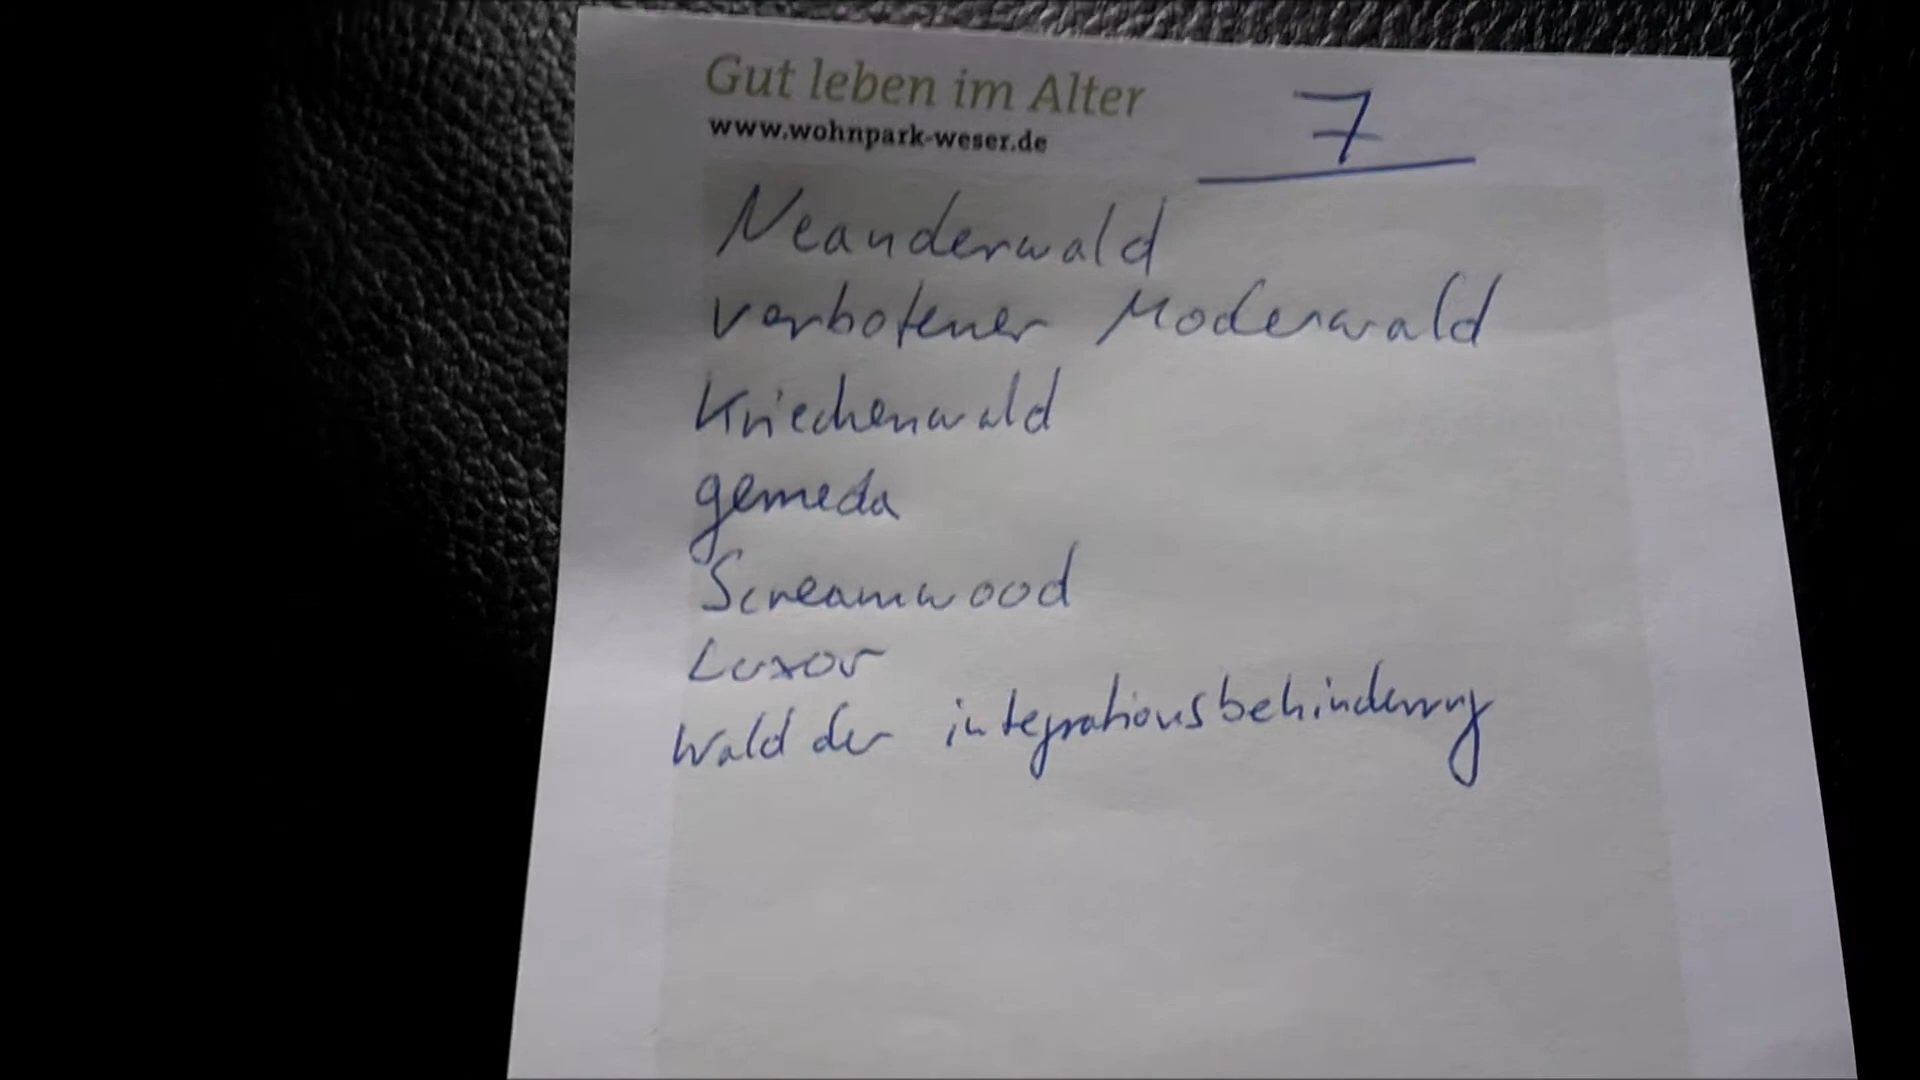 Gut leben im Alter
www.wohnpark-weser.de
7
Neanderwald
verbotener Moderwald
Kriechenwald
gemeda
Screamwood
Luxor
Wald der integrationsbehinderung